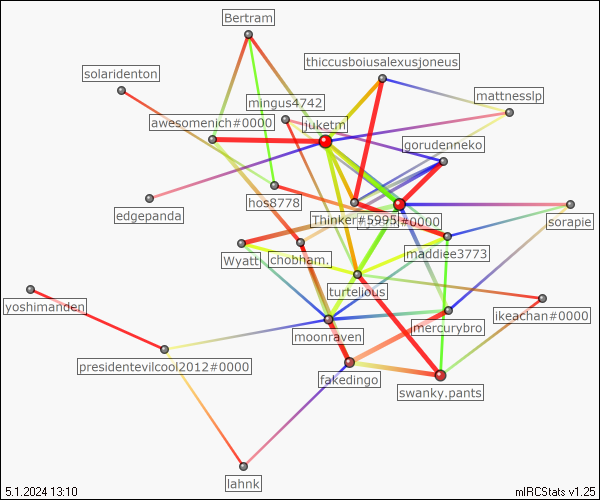 Bertram
thiccusboiusalexusjoneus
solaridenton
mattnesslp
mingus4742
awesomenich#0000
juketm
gorudenneko
hos8778
edgepanda
Thinker#5995
#0000
sorapie
maddiee3773
Wyatt
chobham.
turtelious
yoshimanden
ikeachan#0000
mercurybro
moonraven
presidentevilcool2012#0000
fakedingo
swanky.pants
lahnk
5.1.2024 13:10
mIRCStats v1.25